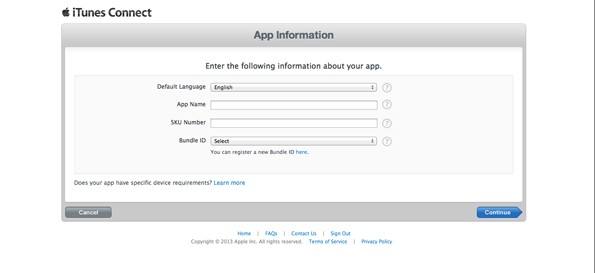 iTunes Connect
App Information
Enter the following information about your app.
Default Language English ?
App Name ?
SKU Number ?
Bundle ID Select ?
You can register a new Bundle ID here.
Does your app have specific device requirements? Learn more
Cancel Continue
Home | FAQs | Contact Us | Sign Out
Copyright © 2013 Apple Inc. All rights reserved. Terms of Service | Privacy Policy